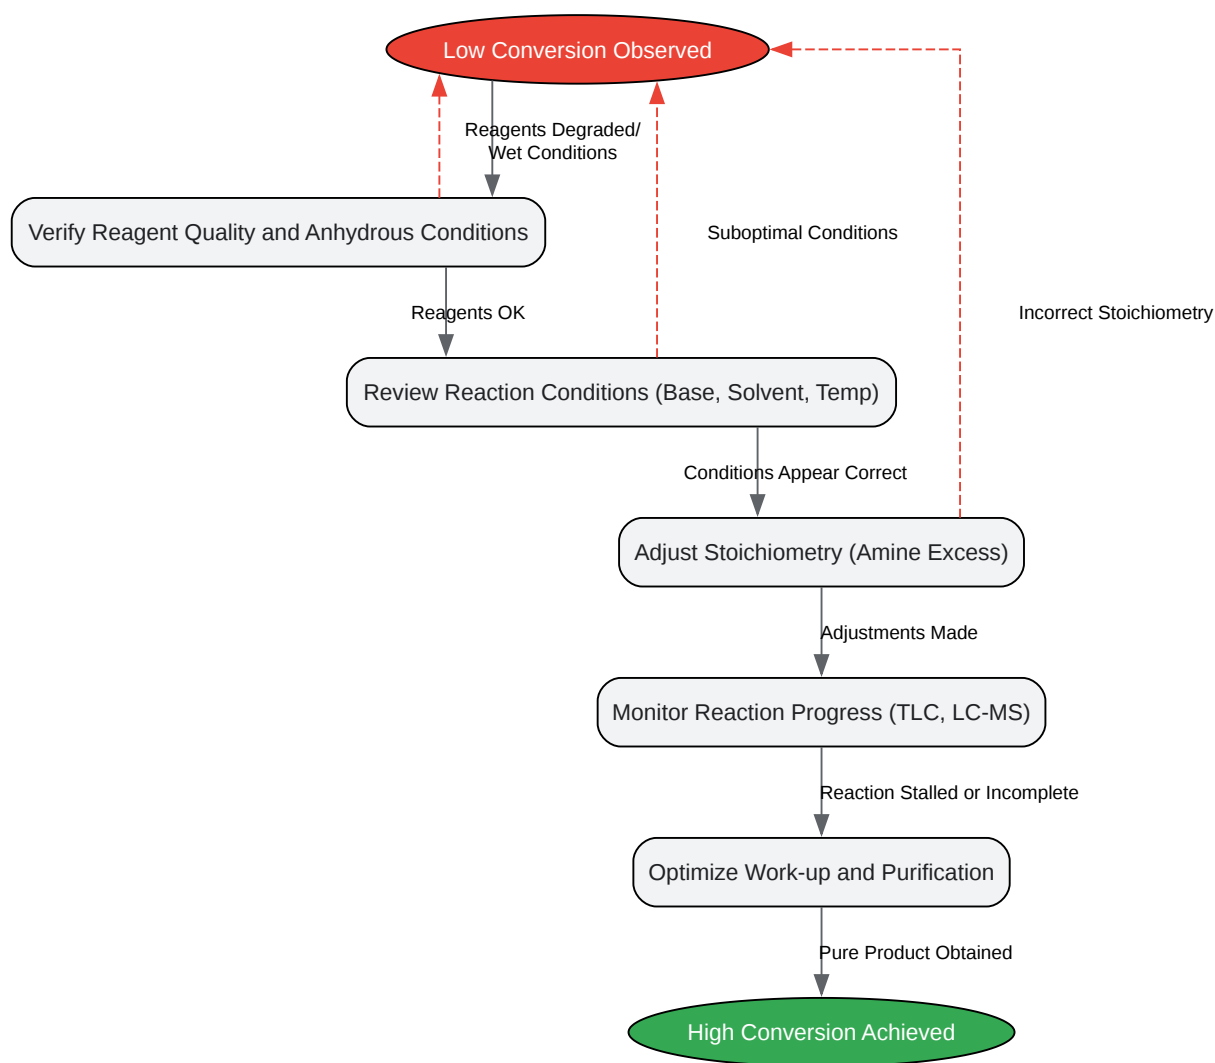 Low Conversion Observed
Reagents Degraded/
Wet Conditions
Verify Reagent Quality and Anhydrous Conditions
Suboptimal Conditions
Reagents OK
Incorrect Stoichiometry
Review Reaction Conditions (Base, Solvent, Temp)
Conditions Appear Correct
Adjust Stoichiometry (Amine Excess)
Adjustments Made
Monitor Reaction Progress (TLC, LC-MS)
Reaction Stalled or Incomplete
Optimize Work-up and Purification
Pure Product Obtained
High Conversion Achieved